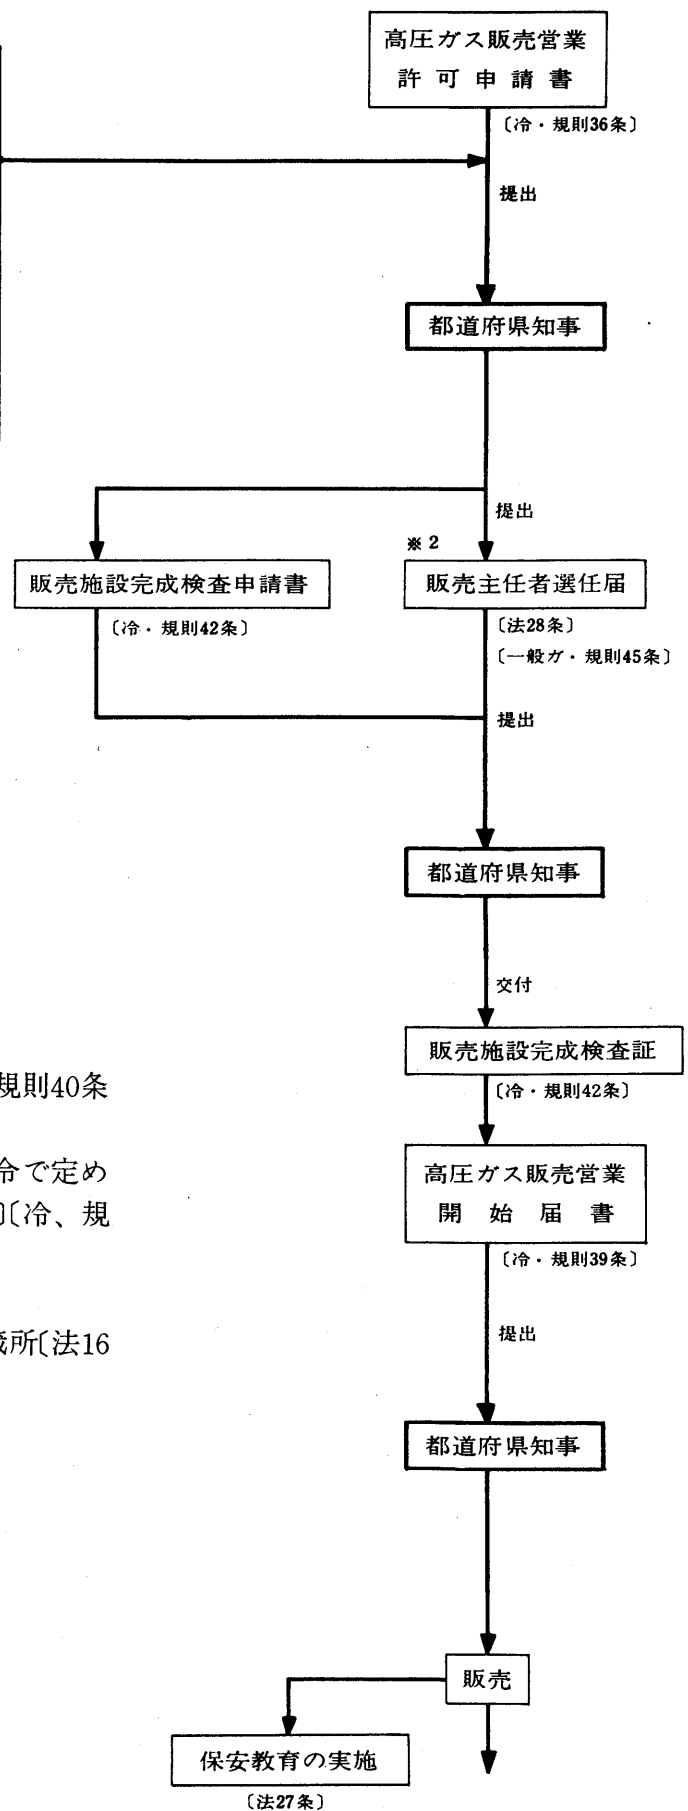 高圧ガス販売営業
許可申請書
〔冷・規則36条〕
提出
都道府県知事
提出
※2
販売施設完成検査申請書
販売主任者選任届
〔冷・規則42条〕
〔法28条〕
〔一般ガ・規則45条〕
提出
都道府県知事
交付
販売施設完成検査証
〔冷・規則42条〕
規則40条
高圧ガス販売営業
開始届書
令で定め
〕〔冷、規
〔冷・規則39条〕
提出
蔵所〔法16
都道府県知事
販売
保安教育の実施
〔法27条〕